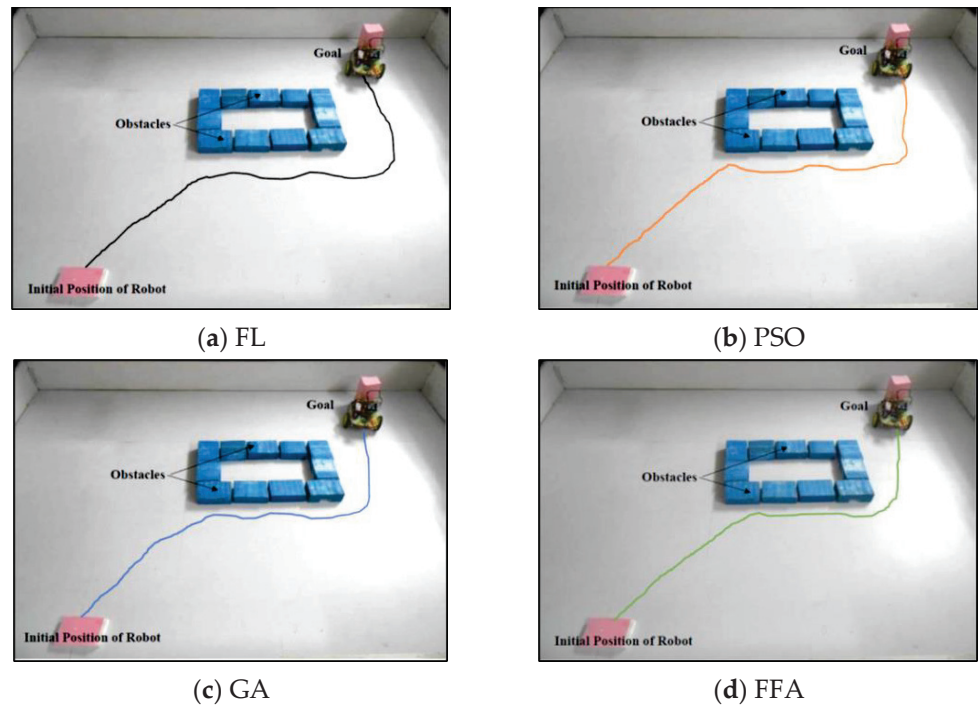 Goal
Obstacles
Initial Position of Robot
(a) FL
Goal
Obstacles
Initial Position of Robot
(b) PSO
Goal
Obstacles
Initial Position of Robot
(c) GA
Goal
Obstacles
Initial Position of Robot
(d) FFA